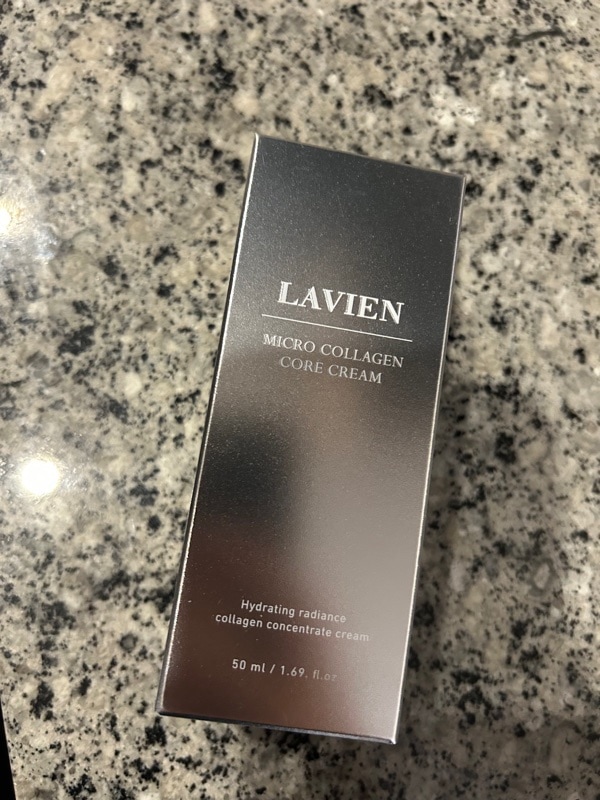 LAVIEN
MICRO COLLAGEN
CORE CREAM
Hydrating radiance
collagen concentrate cream
50 ml / 1.69. fl.oz